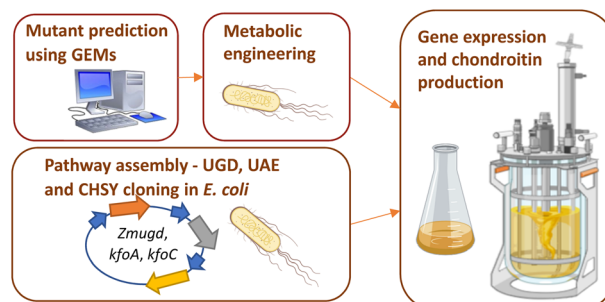 Mutant prediction
using GEMs
Metabolic
engineering
Gene expression
and chondroitin
production
Pathway assembly - UGD, UAE
and CHSY cloning in E. coli
Zmugd,
kfoA, kfoC